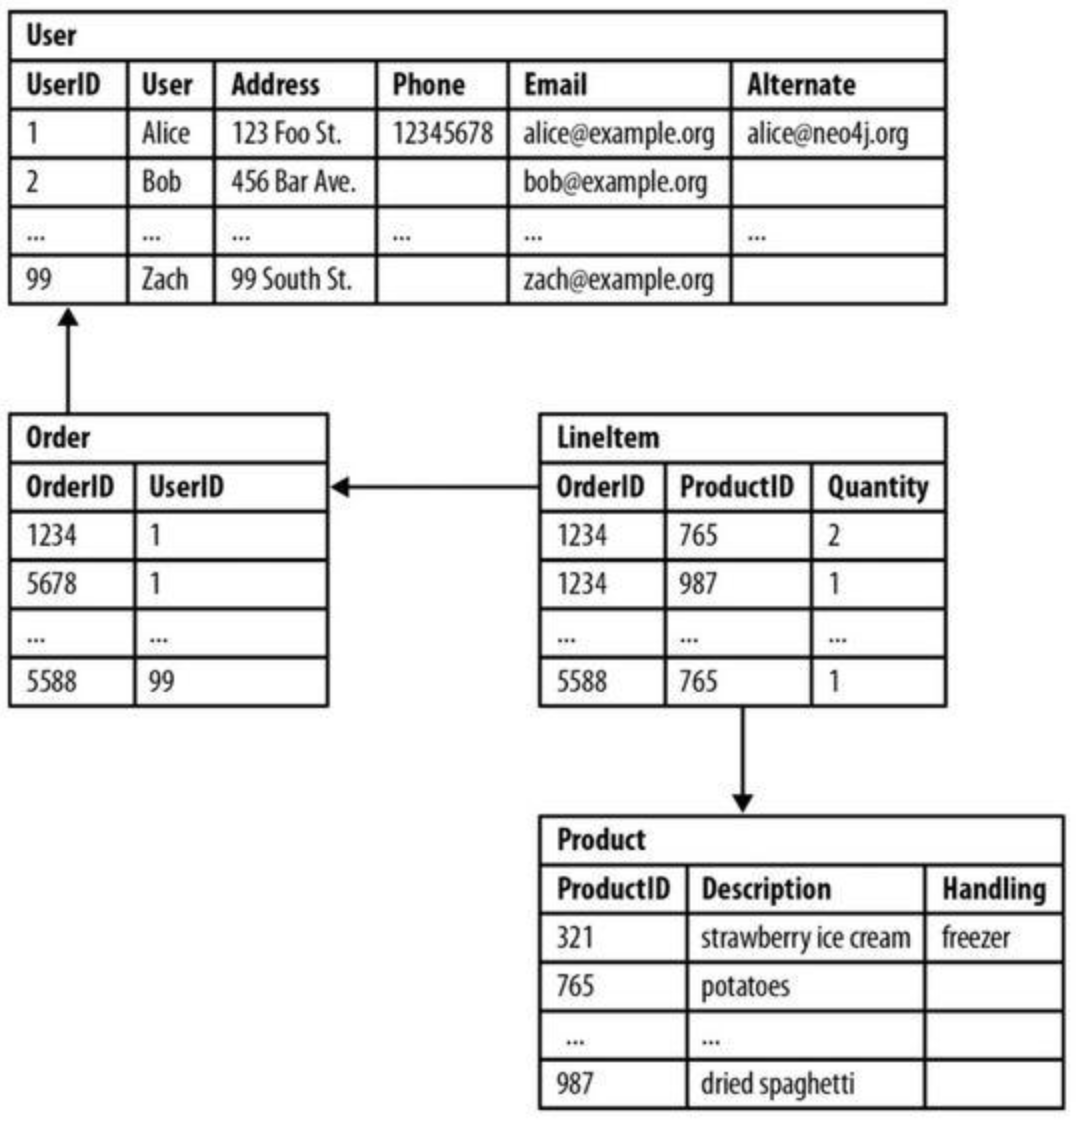 User
UserID User Address Phone Email Alternate
1 Alice 123 Foo St. 12345678 alice@example.org alice@neo4j.org
2 Bob 456 Bar Ave. bob@example.org
... ... ... ... ... ...
99 Zach 99 South St. zach@example.org
Order
OrderID UserID
1234 1
5678 1
... ...
5588 99
LineItem
OrderID ProductID Quantity
1234 765 2
1234 987 1
... ... ...
5588 765 1
Product
ProductID Description Handling
321 strawberry ice cream freezer
765 potatoes
... ...
987 dried spaghetti